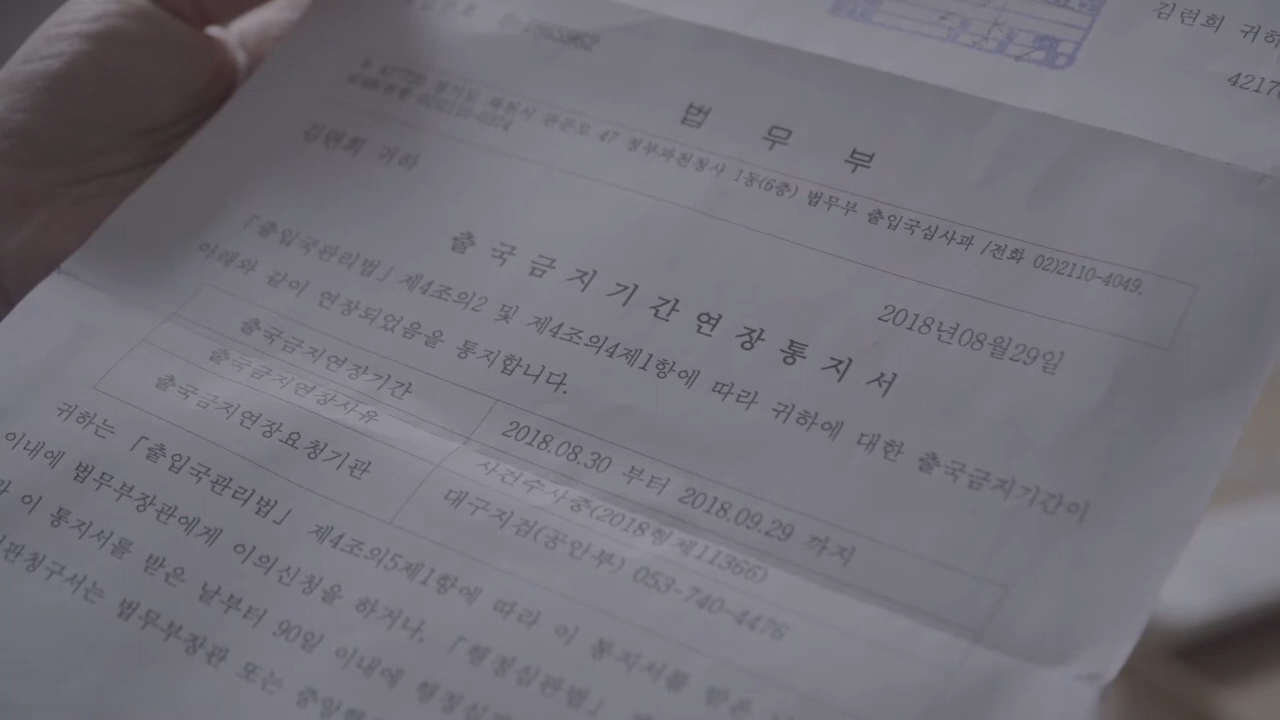 김련희 귀하
4217
법 무 부
경기도 과천시 관문로 47 정부과천청사 1동(6층) 법무부 출입국심사과 /전화 02)2110-4049,
김련희 귀하
2018년08월29일
출국금지기간연장통지서
「출입국관리법」 제4조의2 및 제4조의4제1항에 따라 귀하에 대한 출국금지기간이
아래와 같이 연장되었음을 통지합니다.
출국금지연장기간 2018.08.30 부터 2018.09.29 까지
출국금지연장사유 사건수사중(2018형제11366)
출국금지연장요청기관 대구지검(공안부) 053-740-4476
귀하는 「출입국관리법」 제4조의5제1항에 따라 이 통지서를 받은
이내에 법무부장관에게 이의신청을 하거나, 「행정심판법」
이 통지서를 받은 날부터 90일 이내에
심판청구서는 법무부장관 또는